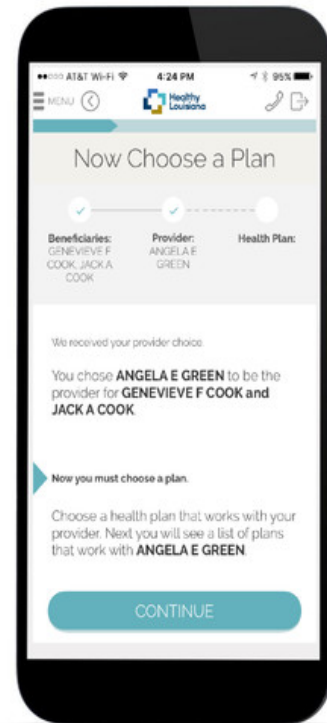 AT&T Wi-Fi 4:24 PM 95%
MENU Healthy
Louisiana
Now Choose a Plan
Beneficiaries: Provider: Health Plan:
GENEVIEVE F ANGELA E
COOK, JACK A GREEN
COOK
We received your provider choice.
You chose ANGELA E GREEN to be the
provider for GENEVIEVE F COOK and
JACK A COOK.
Now you must choose a plan.
Choose a health plan that works with your
provider. Next you will see a list of plans
that work with ANGELA E GREEN.
CONTINUE